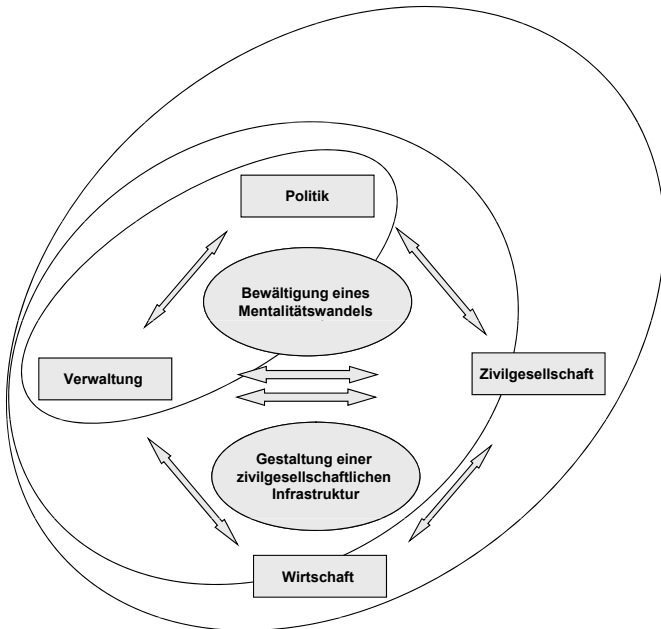 Politik
Bewältigung eines
Mentalitätswandels
Verwaltung
Zivilgesellschaft
Gestaltung einer
zivilgesellschaftlichen
Infrastruktur
Wirtschaft